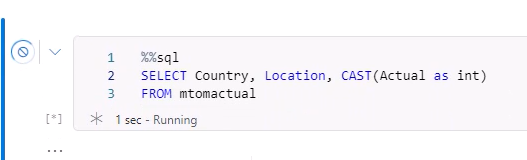 1 %%sql
2 SELECT Country, Location, CAST(Actual as int)
3 FROM mtomactual
[*] 1 sec - Running
...